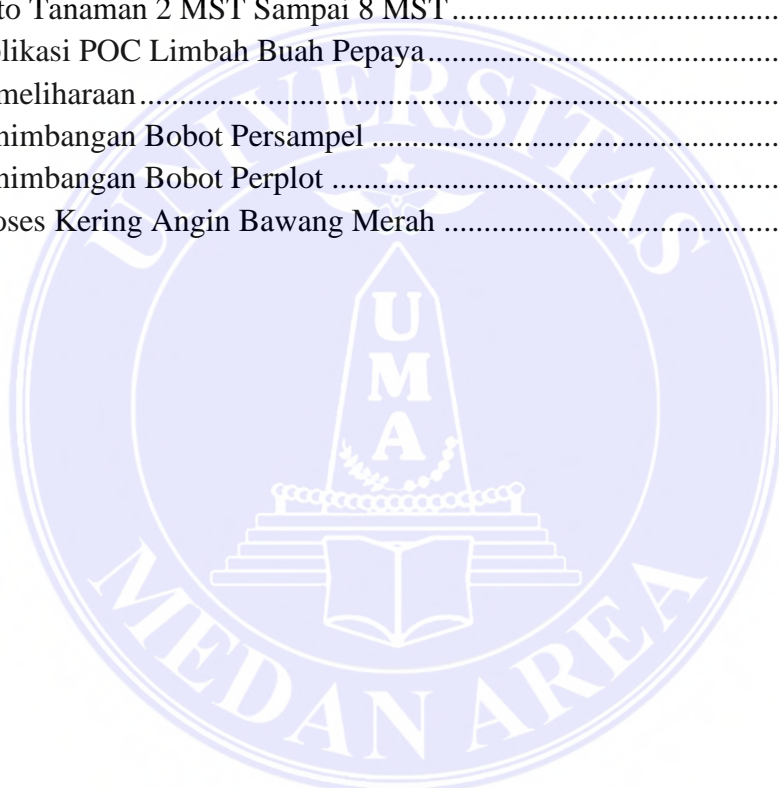 to Tanaman 2 MST Sampai 8 MST
likasi POC Limbah Buah Pepaya
meliharaan
nimbangan Bobot Persampel
nimbangan Bobot Perplot
oses Kering Angin Bawang Merah
UNIVERSITAS
UMA
MEDAN AREA